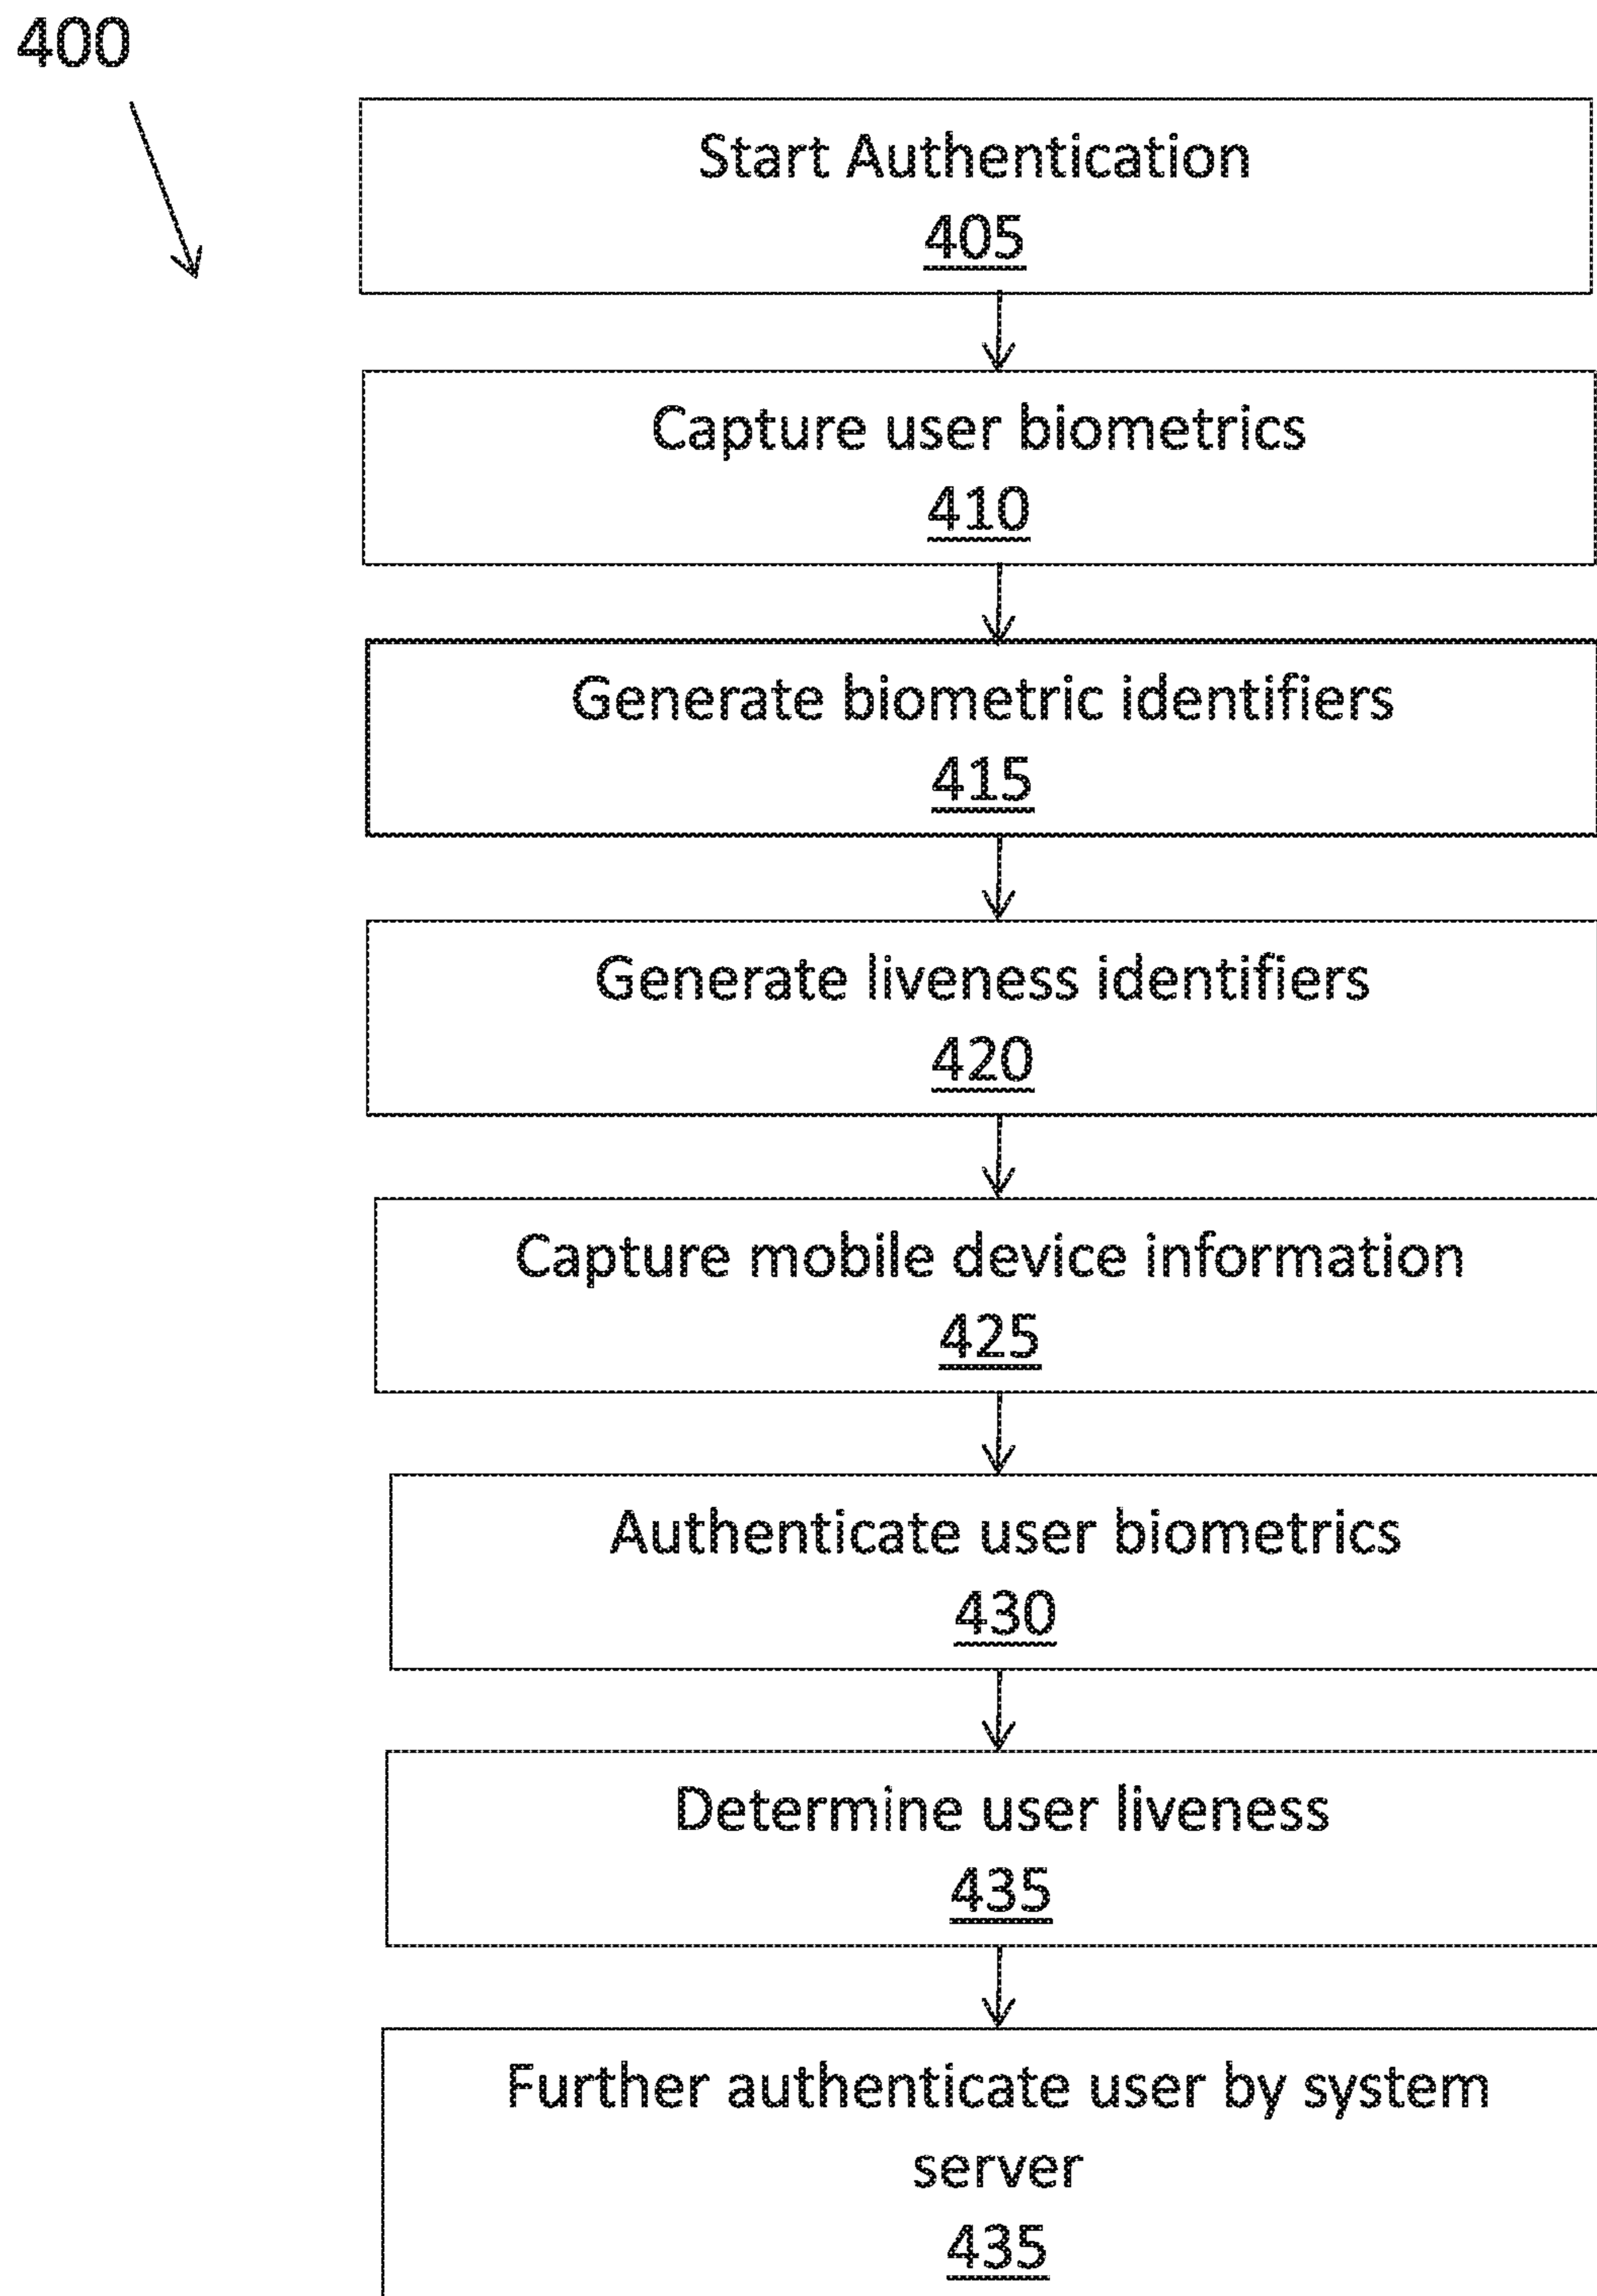 400
Start Authentication
405
Capture user biometrics
410
Generate biometric identifiers
415
Generate liveness identifiers
420
Capture mobile device information
425
Authenticate user biometrics
430
Determine user liveness
435
Further authenticate user by system
server
435